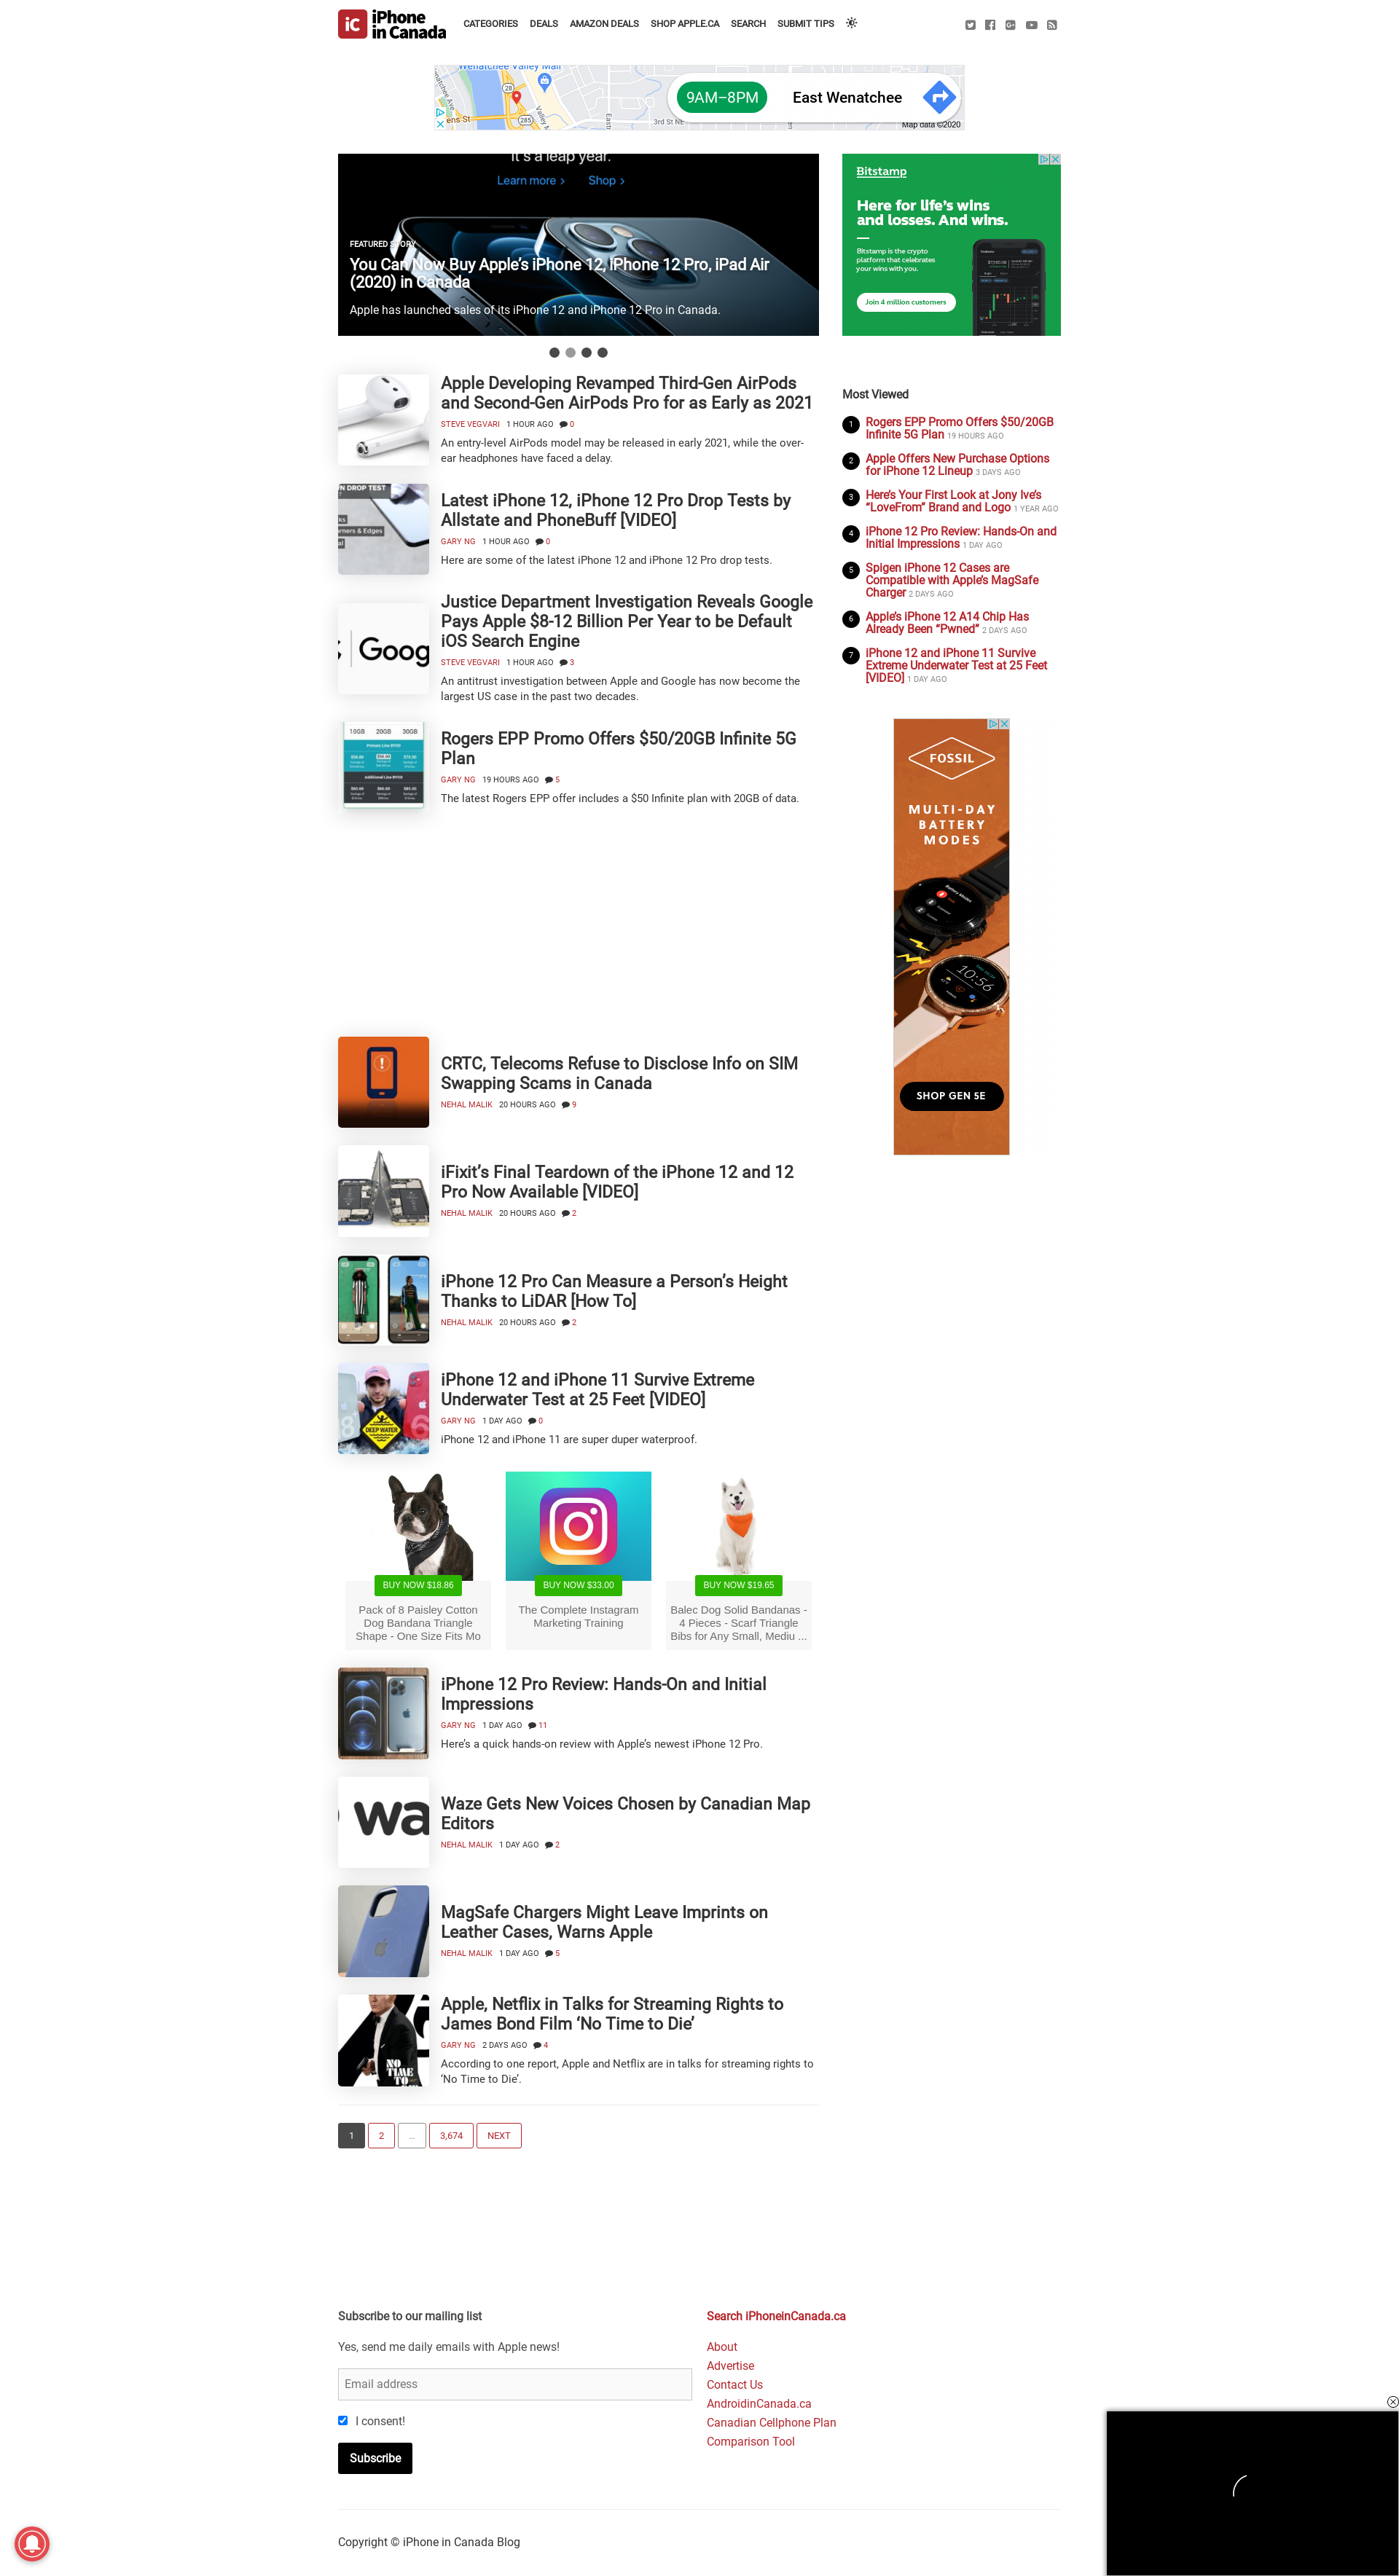 iPhone
in Canada
CATEGORIES DEALS AMAZON DEALS SHOP APPLE.CA SEARCH SUBMIT TIPS
Wenatchee Valley Mall
9AM–8PM East Wenatchee
3rd St NE
Map data ©2020
It's a leap year.
Learn more > Shop >
FEATURED STORY
You Can Now Buy Apple's iPhone 12, iPhone 12 Pro, iPad Air
(2020) in Canada
Apple has launched sales of its iPhone 12 and iPhone 12 Pro in Canada.
Bitstamp
Here for life's wins
and losses. And wins.
Bitstamp is the crypto
platform that celebrates
your wins with you.
Join 4 million customers
Apple Developing Revamped Third-Gen AirPods
and Second-Gen AirPods Pro for as Early as 2021
STEVE VEGVARI 1 HOUR AGO 0
An entry-level AirPods model may be released in early 2021, while the over-
ear headphones have faced a delay.
Latest iPhone 12, iPhone 12 Pro Drop Tests by
Allstate and PhoneBuff [VIDEO]
GARY NG 1 HOUR AGO 0
Here are some of the latest iPhone 12 and iPhone 12 Pro drop tests.
Justice Department Investigation Reveals Google
Pays Apple $8-12 Billion Per Year to be Default
iOS Search Engine
STEVE VEGVARI 1 HOUR AGO 3
An antitrust investigation between Apple and Google has now become the
largest US case in the past two decades.
10GB 20GB 30GB
Rogers EPP Promo Offers $50/20GB Infinite 5G
Plan
GARY NG 19 HOURS AGO 5
The latest Rogers EPP offer includes a $50 Infinite plan with 20GB of data.
Most Viewed
1 Rogers EPP Promo Offers $50/20GB
Infinite 5G Plan 19 HOURS AGO
2 Apple Offers New Purchase Options
for iPhone 12 Lineup 3 DAYS AGO
3 Here's Your First Look at Jony Ive's
“LoveFrom” Brand and Logo 1 YEAR AGO
4 iPhone 12 Pro Review: Hands-On and
Initial Impressions 1 DAY AGO
5 Spigen iPhone 12 Cases are
Compatible with Apple's MagSafe
Charger 2 DAYS AGO
6 Apple's iPhone 12 A14 Chip Has
Already Been “Pwned” 2 DAYS AGO
7 iPhone 12 and iPhone 11 Survive
Extreme Underwater Test at 25 Feet
[VIDEO] 1 DAY AGO
FOSSIL
MULTI-DAY
BATTERY
MODES
10:56
SHOP GEN 5E
CRTC, Telecoms Refuse to Disclose Info on SIM
Swapping Scams in Canada
NEHAL MALIK 20 HOURS AGO 9
iFixit's Final Teardown of the iPhone 12 and 12
Pro Now Available [VIDEO]
NEHAL MALIK 20 HOURS AGO 2
iPhone 12 Pro Can Measure a Person's Height
Thanks to LiDAR [How To]
NEHAL MALIK 20 HOURS AGO 2
DEEP WATER
iPhone 12 and iPhone 11 Survive Extreme
Underwater Test at 25 Feet [VIDEO]
GARY NG 1 DAY AGO 0
iPhone 12 and iPhone 11 are super duper waterproof.
BUY NOW $18.86
Pack of 8 Paisley Cotton
Dog Bandana Triangle
Shape - One Size Fits Mo
BUY NOW $33.00
The Complete Instagram
Marketing Training
BUY NOW $19.65
Balec Dog Solid Bandanas -
4 Pieces - Scarf Triangle
Bibs for Any Small, Mediu ...
iPhone 12 Pro Review: Hands-On and Initial
Impressions
GARY NG 1 DAY AGO 11
Here's a quick hands-on review with Apple's newest iPhone 12 Pro.
Waze Gets New Voices Chosen by Canadian Map
Editors
NEHAL MALIK 1 DAY AGO 2
MagSafe Chargers Might Leave Imprints on
Leather Cases, Warns Apple
NEHAL MALIK 1 DAY AGO 5
NO
TIME TO
Apple, Netflix in Talks for Streaming Rights to
James Bond Film ‘No Time to Die’
GARY NG 2 DAYS AGO 4
According to one report, Apple and Netflix are in talks for streaming rights to
‘No Time to Die’.
1 2 ... 3,674 NEXT
Subscribe to our mailing list
Yes, send me daily emails with Apple news!
Email address
I consent!
Subscribe
Search iPhoneinCanada.ca
About
Advertise
Contact Us
AndroidinCanada.ca
Canadian Cellphone Plan
Comparison Tool
Copyright © iPhone in Canada Blog